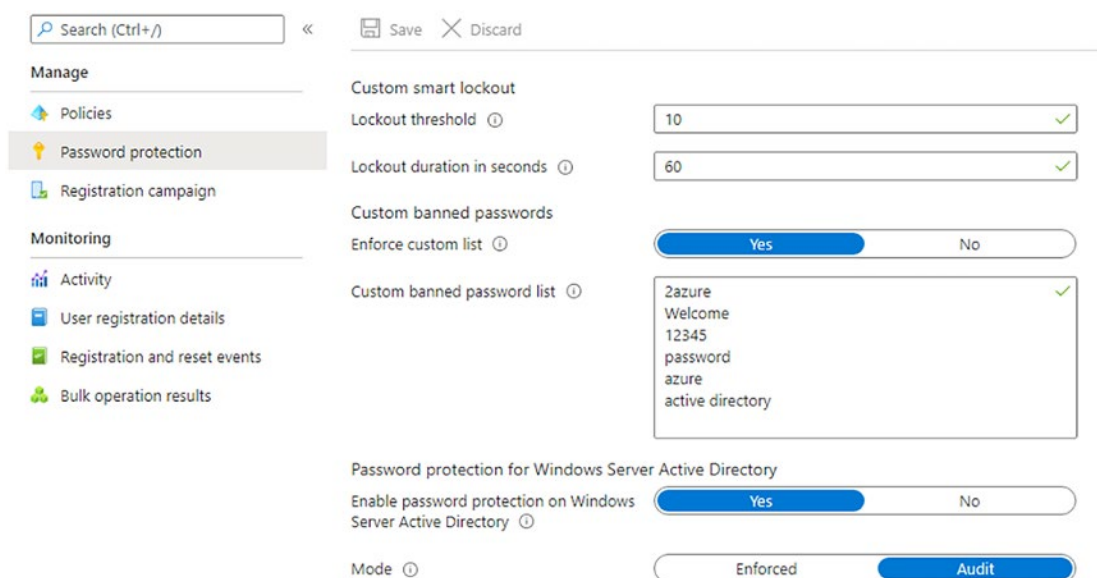 Search (Ctrl+/)
«
Save
Discard
Manage
Policies
Password protection
Registration campaign
Monitoring
Activity
User registration details
Registration and reset events
Bulk operation results
Custom smart lockout
Lockout threshold
10
Lockout duration in seconds
60
Custom banned passwords
Enforce custom list
Yes No
Custom banned password list
2azure
Welcome
12345
password
azure
active directory
Password protection for Windows Server Active Directory
Enable password protection on Windows
Server Active Directory
Yes No
Mode
Enforced Audit